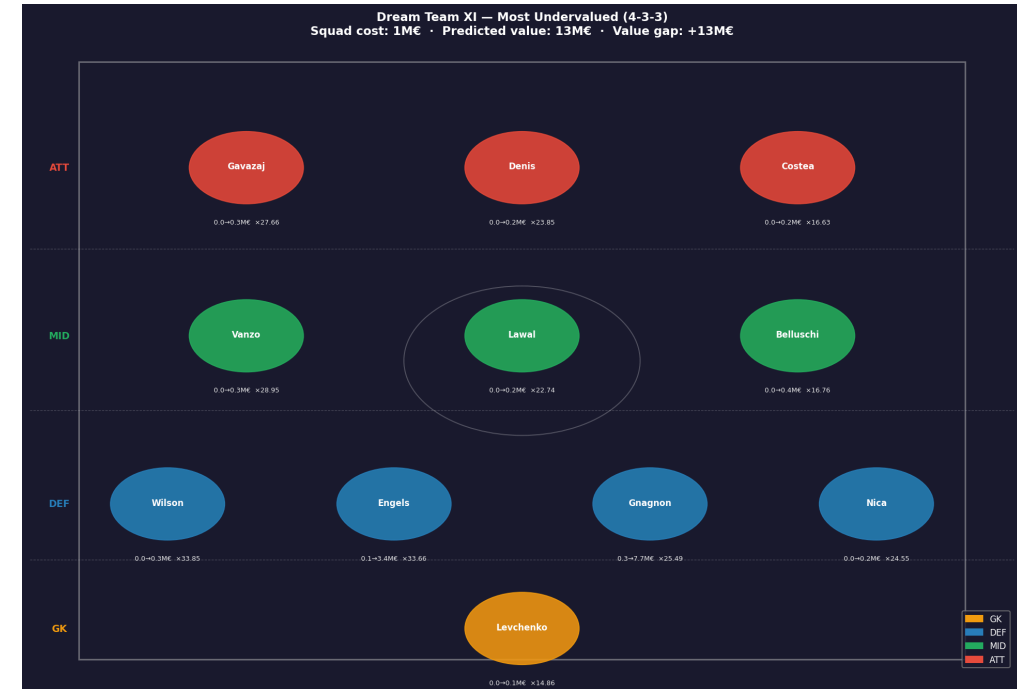 Dream Team XI — Most Undervalued (4-3-3)
Squad cost: 1M€ · Predicted value: 13M€ · Value gap: +13M€
ATT
Gavazaj
Denis
Costea
0.0→0.3M€ ×27.66
0.0→0.2M€ ×23.85
0.0→0.2M€ ×16.63
MID
Vanzo
Lawal
Belluschi
0.0→0.3M€ ×28.95
0.0→0.2M€ ×22.74
0.0→0.4M€ ×16.76
DEF
Wilson
Engels
Gnagnon
Nica
0.0→0.3M€ ×33.85
0.1→3.4M€ ×33.66
0.3→7.7M€ ×25.49
0.0→0.2M€ ×24.55
GK
Levchenko
0.0→0.1M€ ×14.86
GK
DEF
MID
ATT